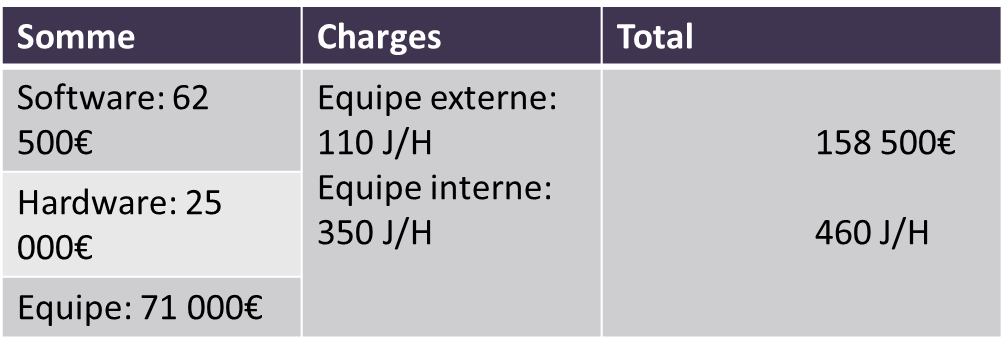 Somme
Charges
Total
Software: 62
500€
Hardware: 25
000€
Equipe: 71 000€
Equipe externe:
110 J/H
Equipe interne:
350 J/H
158 500€
460 J/H